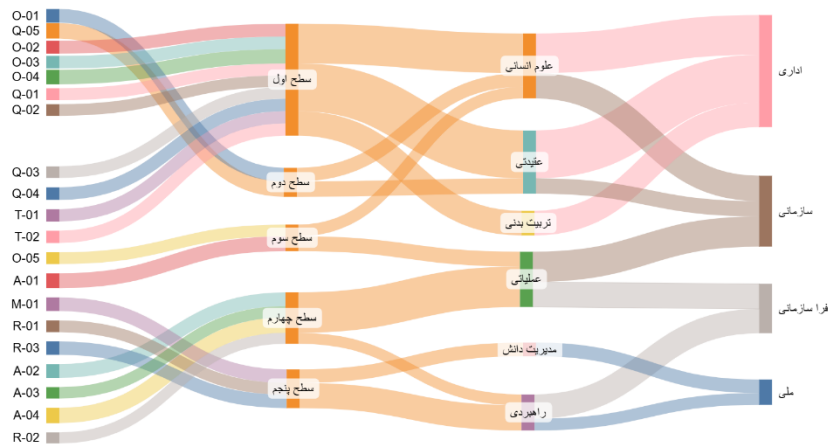 O-01
Q-05
O-02
O-03
O-04
Q-01
Q-02
Q-03
Q-04
T-01
T-02
O-05
A-01
M-01
R-01
R-03
A-02
A-03
A-04
R-02
سطح اول
سطح دوم
سطح سوم
سطح چهارم
سطح پنجم
علوم انسانی
عقیدتی
تربیت بدنی
عملیاتی
مدیریت دانش
راهبردی
اداری
سازمانی
فرا سازمانی
ملی